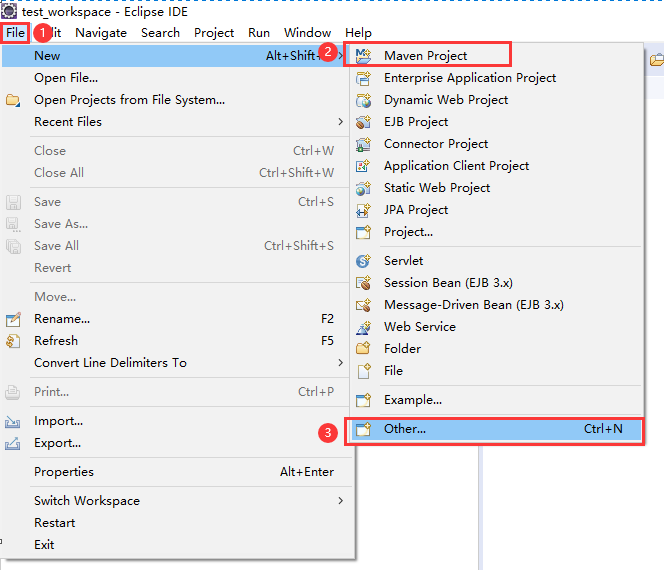 test_workspace - Eclipse IDE
File 1 dit Navigate Search Project Run Window Help
New Alt+Shift+ 2
Open File...
Open Projects from File System...
Recent Files
Close Ctrl+W
Close All Ctrl+Shift+W
Save Ctrl+S
Save As...
Save All Ctrl+Shift+S
Revert
Move...
Rename... F2
Refresh F5
Convert Line Delimiters To
Print... Ctrl+P
Import...
Export...
Properties Alt+Enter
Switch Workspace
Restart
Exit
Maven Project
Enterprise Application Project
Dynamic Web Project
EJB Project
Connector Project
Application Client Project
Static Web Project
JPA Project
Project...
Servlet
Session Bean (EJB 3.x)
Message-Driven Bean (EJB 3.x)
Web Service
Folder
File
Example...
3 Other... Ctrl+N